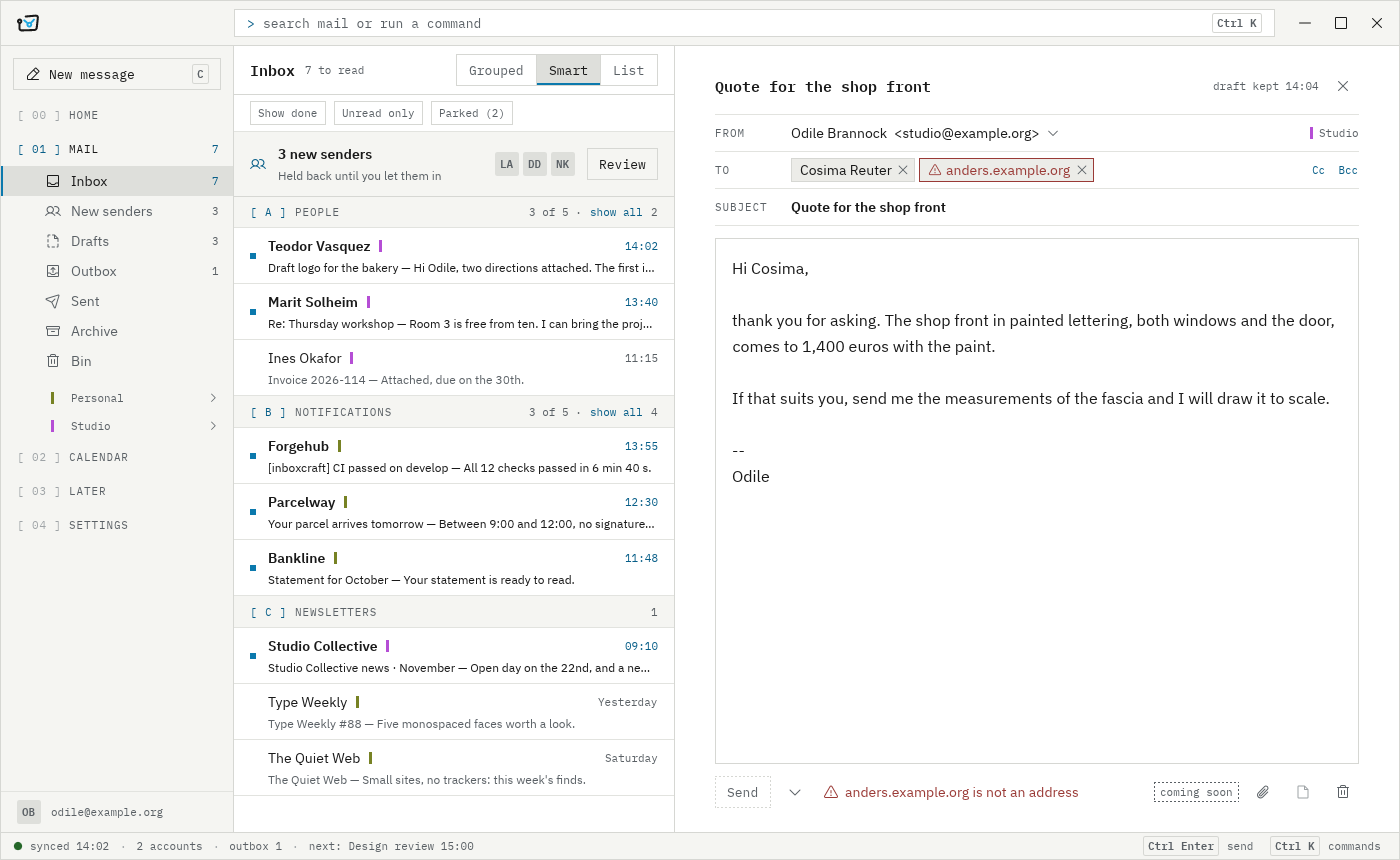 > search mail or run a command Ctrl K
New message C
[ 00 ] HOME
[ 01 ] MAIL 7
Inbox 7
New senders 3
Drafts 3
Outbox 1
Sent
Archive
Bin
Personal
Studio
[ 02 ] CALENDAR
[ 03 ] LATER
[ 04 ] SETTINGS
OB odile@example.org
Inbox 7 to read Grouped Smart List
Show done Unread only Parked (2)
3 new senders
Held back until you let them in
LA DD NK Review
[ A ] PEOPLE 3 of 5 · show all 2
Teodor Vasquez 14:02
Draft logo for the bakery — Hi Odile, two directions attached. The first i…
Marit Solheim 13:40
Re: Thursday workshop — Room 3 is free from ten. I can bring the proj…
Ines Okafor 11:15
Invoice 2026-114 — Attached, due on the 30th.
[ B ] NOTIFICATIONS 3 of 5 · show all 4
Forgehub 13:55
[inboxcraft] CI passed on develop — All 12 checks passed in 6 min 40 s.
Parcelway 12:30
Your parcel arrives tomorrow — Between 9:00 and 12:00, no signature…
Bankline 11:48
Statement for October — Your statement is ready to read.
[ C ] NEWSLETTERS 1
Studio Collective 09:10
Studio Collective news · November — Open day on the 22nd, and a ne…
Type Weekly Yesterday
Type Weekly #88 — Five monospaced faces worth a look.
The Quiet Web Saturday
The Quiet Web — Small sites, no trackers: this week's finds.
Quote for the shop front draft kept 14:04
FROM Odile Brannock <studio@example.org> Studio
TO Cosima Reuter anders.example.org Cc Bcc
SUBJECT Quote for the shop front
Hi Cosima,
thank you for asking. The shop front in painted lettering, both windows and the door,
comes to 1,400 euros with the paint.
If that suits you, send me the measurements of the fascia and I will draw it to scale.
--
Odile
Send anders.example.org is not an address coming soon
synced 14:02 · 2 accounts · outbox 1 · next: Design review 15:00 Ctrl Enter send Ctrl K commands